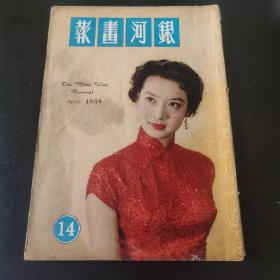 報畫河銀
The Milky Way
Pictorial
April 1959
14